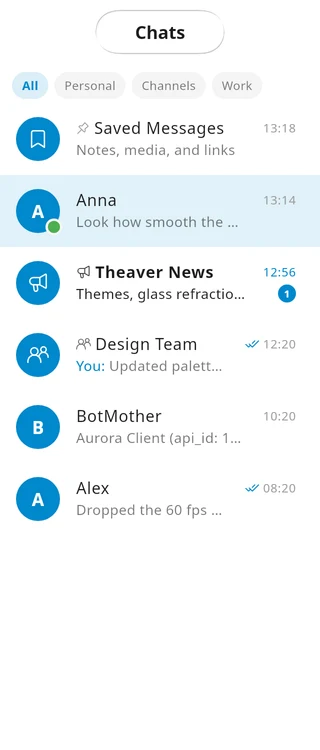 Chats
All Personal Channels Work
Saved Messages 13:18
Notes, media, and links
A Anna 13:14
Look how smooth the ...
Theaver News 12:56
Themes, glass refractio... 1
Design Team 12:20
You: Updated palett...
B BotMother 10:20
Aurora Client (api_id: 1...
A Alex 08:20
Dropped the 60 fps ...